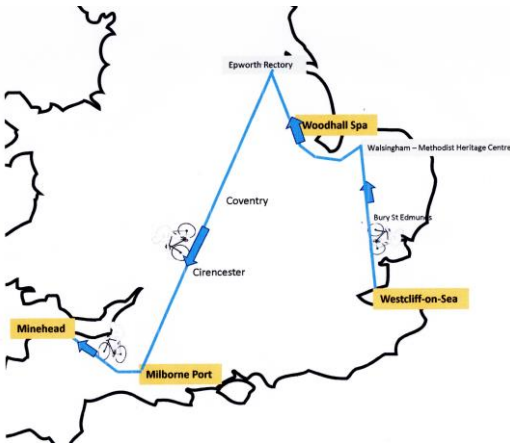 Epworth Rectory
Woodhall Spa
Walsingham – Methodist Heritage Centre
Coventry
Bury St Edmunds
Cirencester
Westcliff-on-Sea
Minehead
Milborne Port